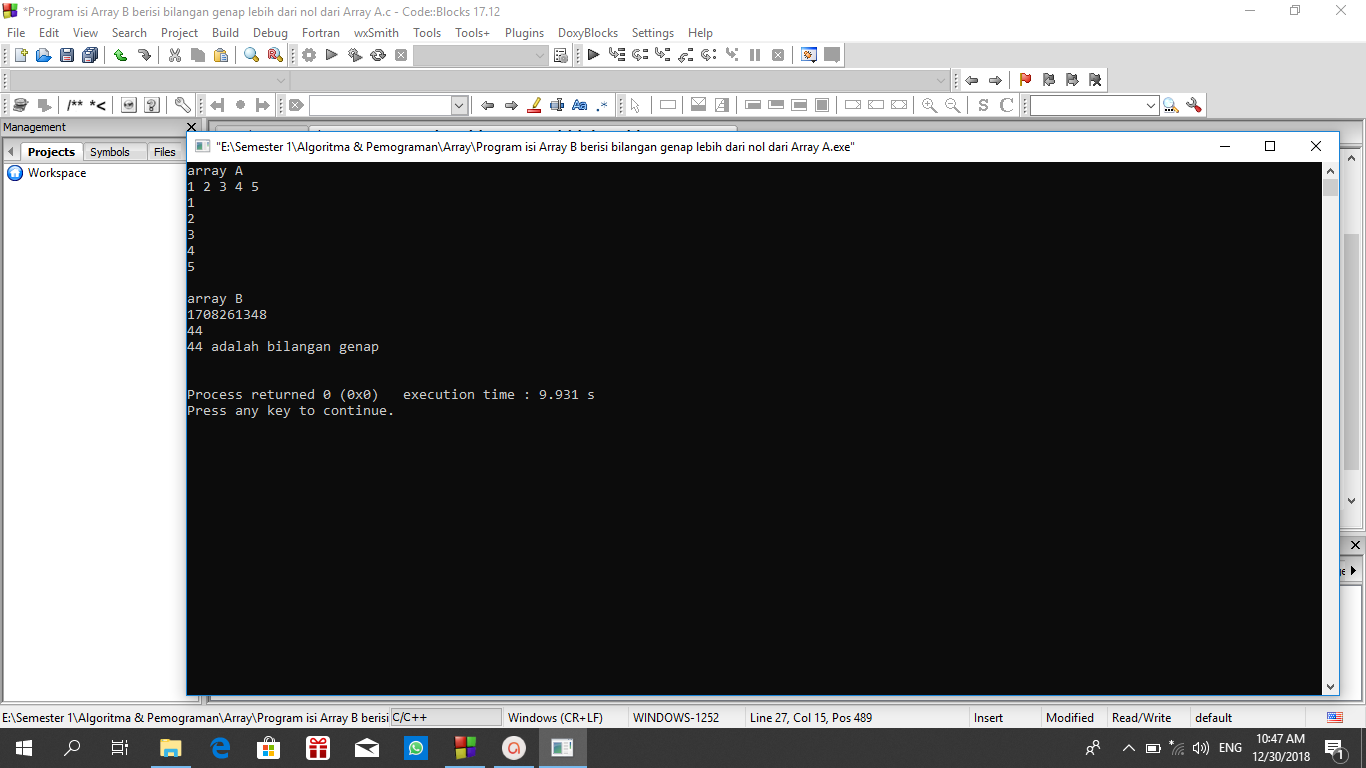 *Program isi Array B berisi bilangan genap lebih dari nol dari Array A.c - Code::Blocks 17.12
File Edit View Search Project Build Debug Fortran wxSmith Tools Tools+ Plugins DoxyBlocks Settings Help
/** *<
Aa .*
S C
Management
Projects Symbols Files
Workspace
"E:\Semester 1\Algoritma & Pemograman\Array\Program isi Array B berisi bilangan genap lebih dari nol dari Array A.exe"
array A
1 2 3 4 5
1
2
3
4
5
array B
1708261348
44
44 adalah bilangan genap
Process returned 0 (0x0) execution time : 9.931 s
Press any key to continue.
E:\Semester 1\Algoritma & Pemograman\Array\Program isi Array B berisi C/C++ Windows (CR+LF) WINDOWS-1252 Line 27, Col 15, Pos 489 Insert Modified Read/Write default
ENG
10:47 AM
12/30/2018
1